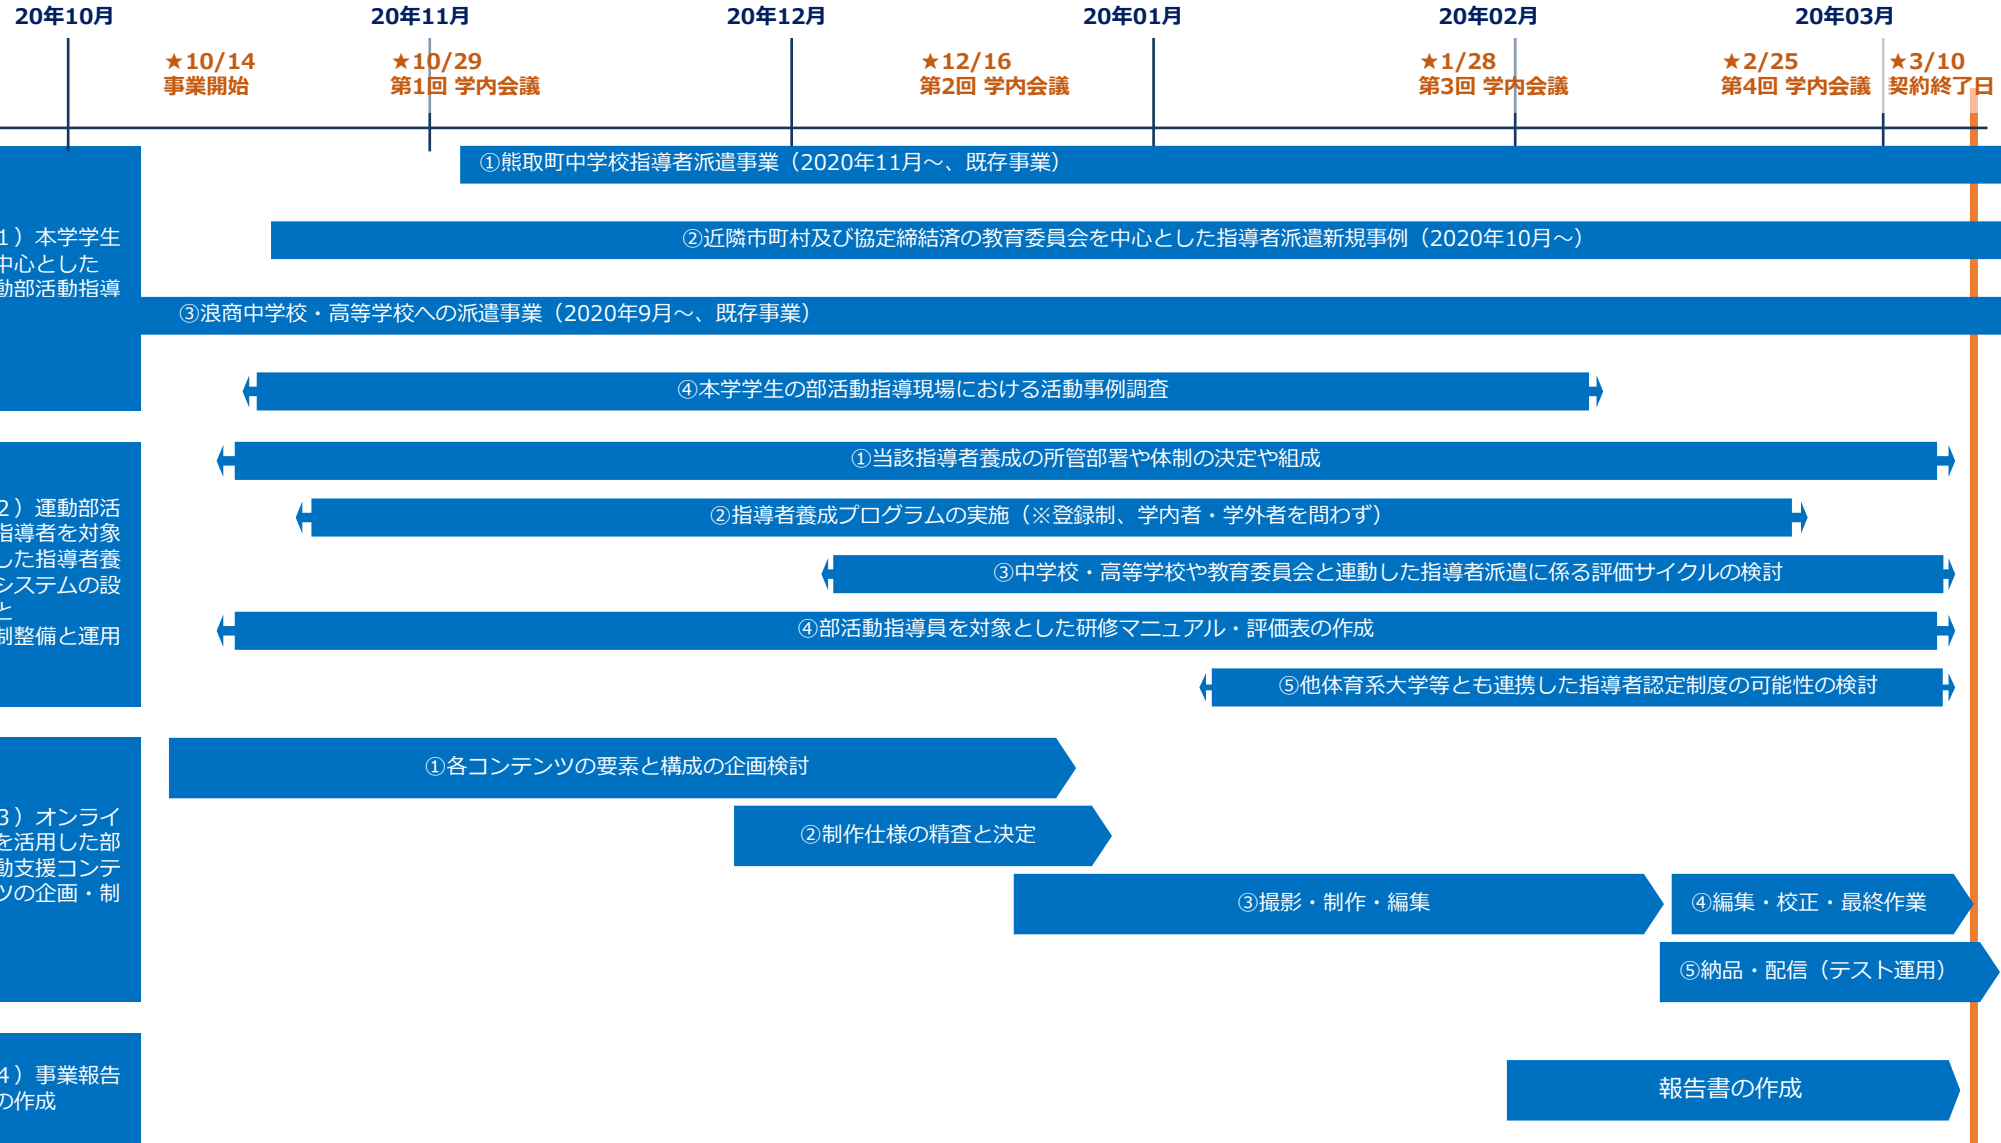 20年10月
20年11月
20年12月
20年01月
20年02月
20年03月
★10/14
事業開始
★10/29
第1回 学内会議
★12/16
第2回 学内会議
★1/28
第3回 学内会議
★2/25
第4回 学内会議
★3/10
契約終了日
1）本学学生
中心とした
動部活動指導
①熊取町中学校指導者派遣事業（2020年11月～、既存事業）
②近隣市町村及び協定締結済の教育委員会を中心とした指導者派遣新規事例（2020年10月～）
③浪商中学校・高等学校への派遣事業（2020年9月～、既存事業）
④本学学生の部活動指導現場における活動事例調査
2）運動部活
指導者を対象
した指導者養
システムの設
と
制整備と運用
①当該指導者養成の所管部署や体制の決定や組成
②指導者養成プログラムの実施（※登録制、学内者・学外者を問わず）
③中学校・高等学校や教育委員会と連動した指導者派遣に係る評価サイクルの検討
④部活動指導員を対象とした研修マニュアル・評価表の作成
⑤他体育系大学等とも連携した指導者認定制度の可能性の検討
3）オンライ
を活用した部
動支援コンテ
ツの企画・制
①各コンテンツの要素と構成の企画検討
②制作仕様の精査と決定
③撮影・制作・編集
④編集・校正・最終作業
⑤納品・配信（テスト運用）
4）事業報告
の作成
報告書の作成